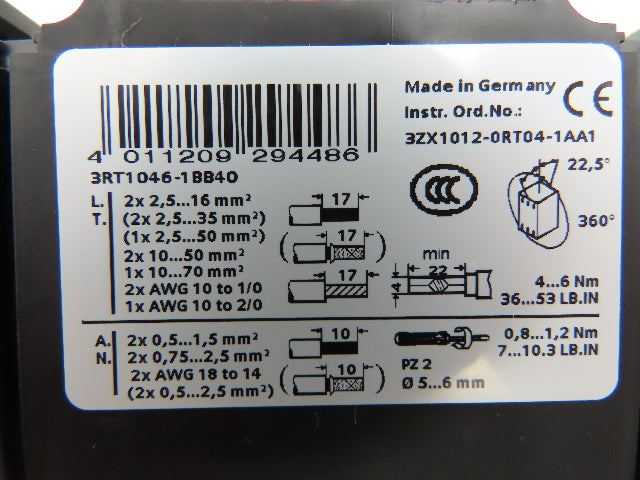 Made in Germany
CE
Instr. Ord.No.:
3ZX1012-0RT04-1AA1
4 011209 294486
3RT1046-1BB40
CCC
22,5°
360°
L. 2x 2,5...16 mm²
T. (2x 2,5...35 mm²)
(1x 2,5...50 mm²)
2x 10...50 mm²
1x 10...70 mm²
2x AWG 10 to 1/0
1x AWG 10 to 2/0
17
( 17 )
17
min
22
4
4...6 Nm
36...53 LB.IN
A. 2x 0,5...1,5 mm²
N. 2x 0,75...2,5 mm²
2x AWG 18 to 14
(2x 0,5...2,5 mm²)
10
( 10 )
PZ 2
Ø 5...6 mm
0,8...1,2 Nm
7...10.3 LB.IN